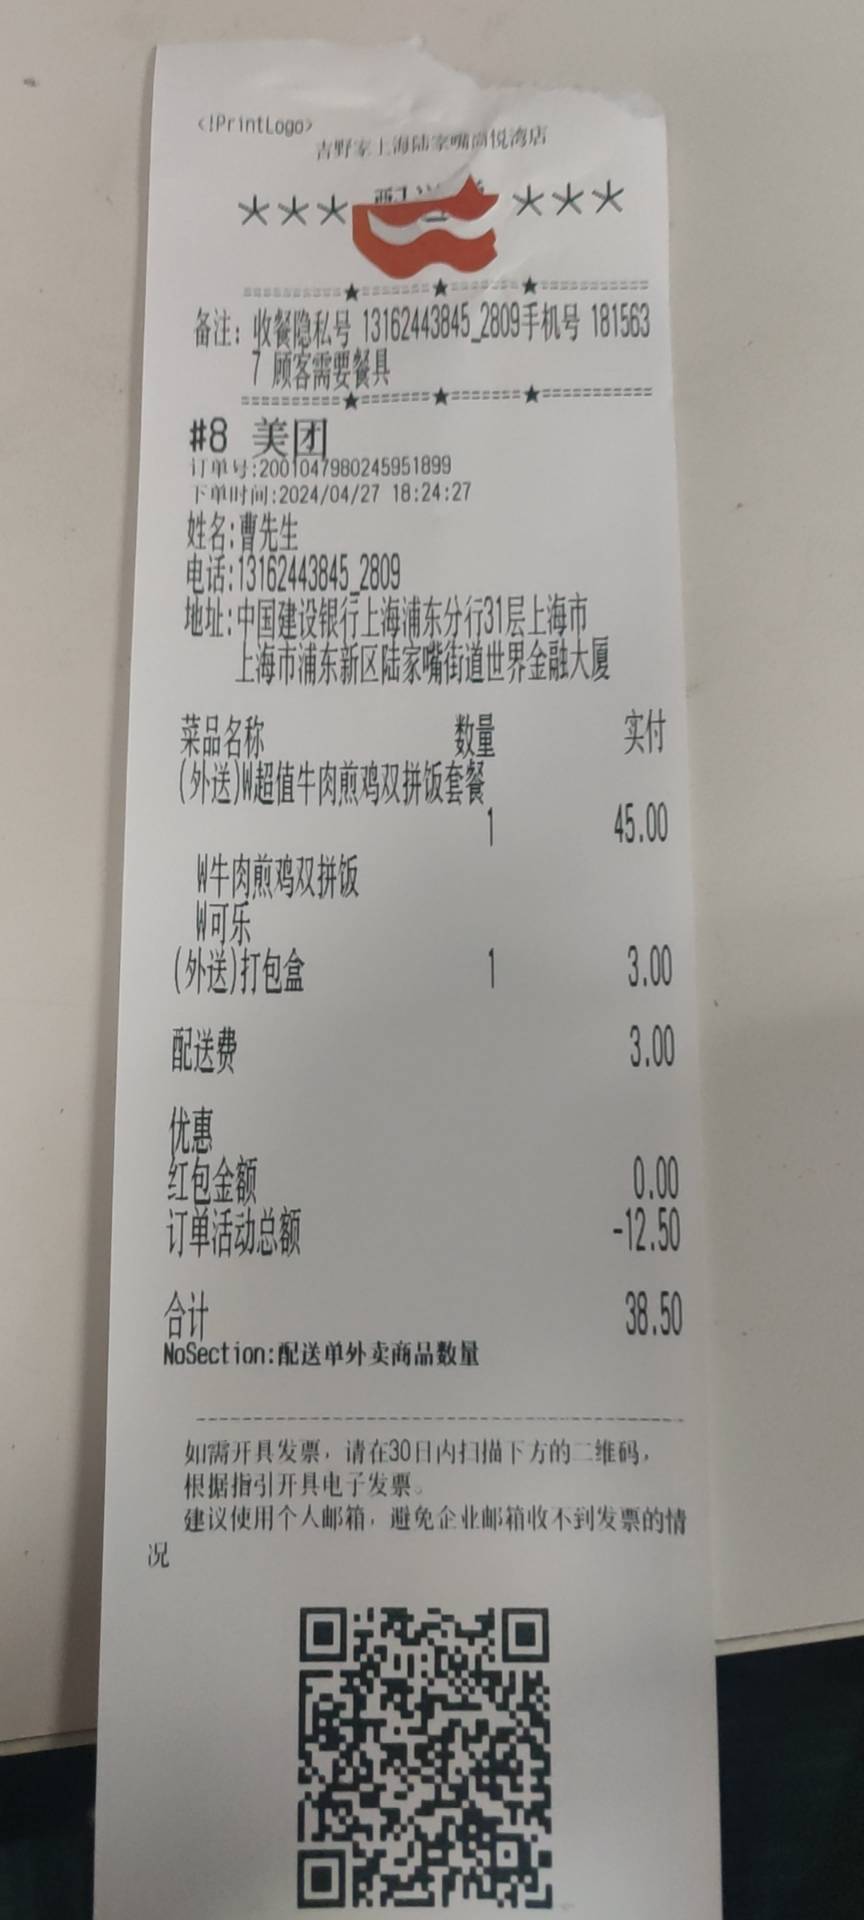 <!PrintLogo>
吉野家上海陆家嘴尚悦湾店
*** ***
=======★======★======★========
备注: 收餐隐私号 13162443845_2809手机号 181563
7 顾客需要餐具
=======★======★======★========
#8 美团
订单号:2001047980245951899
下单时间:2024/04/27 18:24:27
姓名:曹先生
电话:13162443845_2809
地址:中国建设银行上海浦东分行31层上海市
上海市浦东新区陆家嘴街道世界金融大厦
菜品名称 数量 实付
(外送)W超值牛肉煎鸡双拼饭套餐
1 45.00
W牛肉煎鸡双拼饭
W可乐
(外送)打包盒 1 3.00
配送费 3.00
优惠
红包金额 0.00
订单活动总额 -12.50
合计 38.50
NoSection:配送单外卖商品数量
如需开具发票，请在30日内扫描下方的二维码，
根据指引开具电子发票。
建议使用个人邮箱，避免企业邮箱收不到发票的情
况